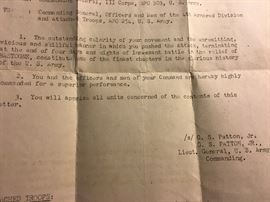 Commanding General, III Corps, APO 303, U. S. Army.
TO: Commanding General, Officers and Men of the 4th Armored Division
and attached Troops, APO 254, U. S. Army.
1. The outstanding celerity of your movement and the unremitting,
vicious and skillful manner in which you pushed the attack, terminating
at the end of four days and nights of incessant battle in the relief of
BASTOGNE, constitute one of the finest chapters in the glorious history
of the U. S. Army.
2. You and the officers and men of your Command are hereby highly
commended for a superior performance.
3. You will apprise all units concerned of the contents of this
letter.
/s/ G. S. Patton, Jr.
G. S. PATTON, JR.,
Lieut. General, U. S. Army
Commanding.
TROOPS: